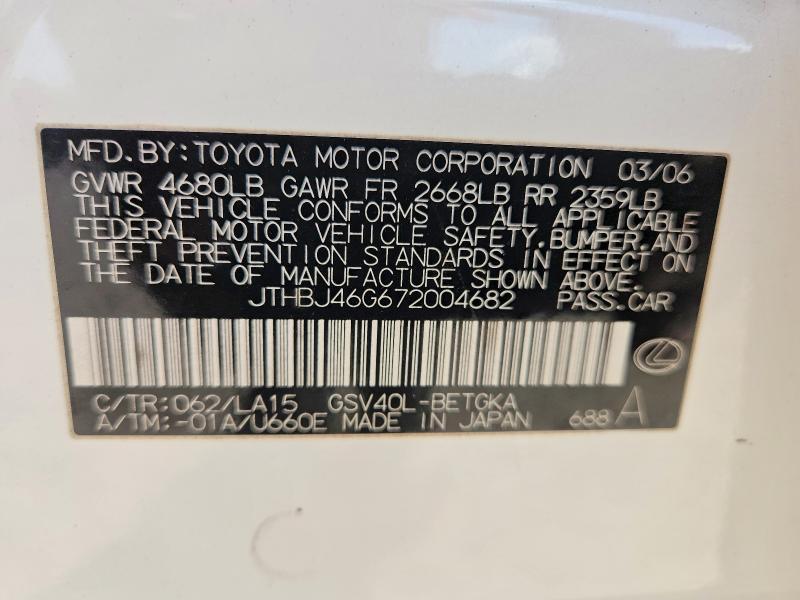 MFD. BY: TOYOTA MOTOR CORPORATION 03/06
GVWR 4680LB GAWR FR 2668LB RR 2359LB
THIS VEHICLE CONFORMS TO ALL APPLICABLE
FEDERAL MOTOR VEHICLE SAFETY, BUMPER, AND
THEFT PREVENTION STANDARDS IN EFFECT ON
THE DATE OF MANUFACTURE SHOWN ABOVE.
JTHBJ46G672004682 PASS. CAR
C/TR: 062/LA15 GSV40L-BETGKA
A/TM: -01A/U660E MADE IN JAPAN 688 A